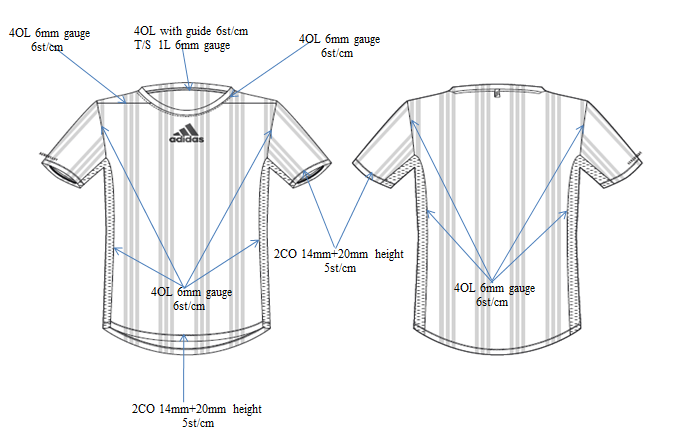 4OL 6mm gauge
6st/cm
4OL with guide 6st/cm
T/S 1L 6mm gauge
4OL 6mm gauge
6st/cm
adidas
2CO 14mm+20mm height
5st/cm
4OL 6mm gauge
6st/cm
4OL 6mm gauge
6st/cm
2CO 14mm+20mm height
5st/cm